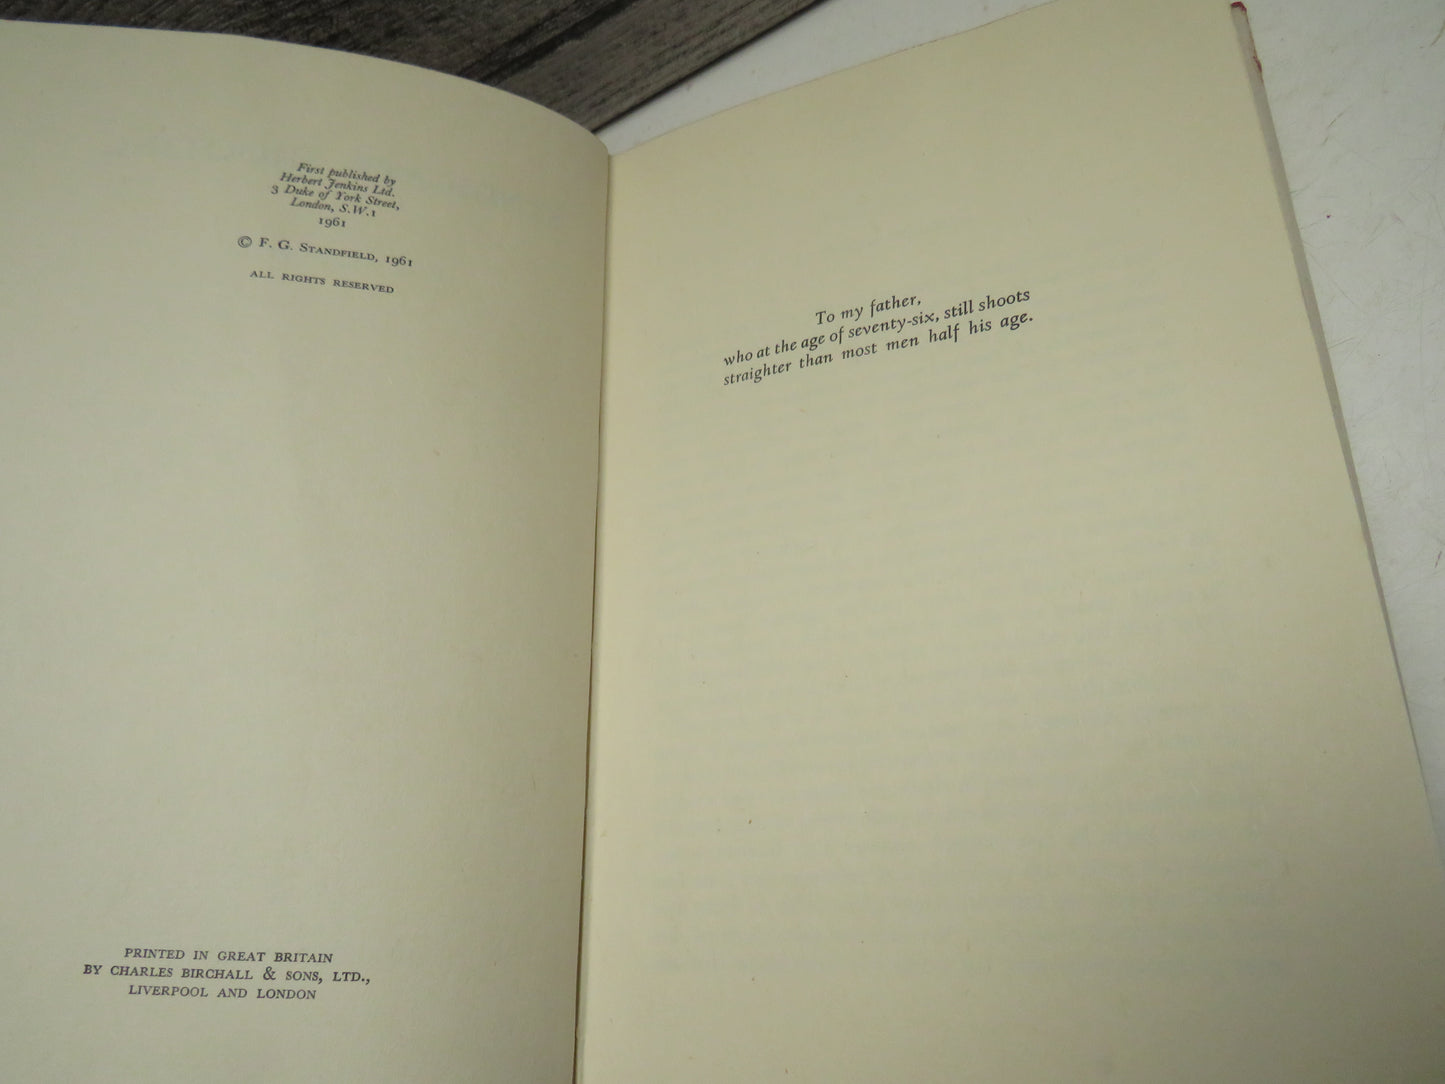 First published by
Herbert Jenkins Ltd.
3 Duke of York Street,
London, S.W.1
1961
© F. G. STANDFIELD, 1961
ALL RIGHTS RESERVED
PRINTED IN GREAT BRITAIN
BY CHARLES BIRCHALL & SONS, LTD.,
LIVERPOOL AND LONDON
To my father,
who at the age of seventy-six, still shoots
straighter than most men half his age.